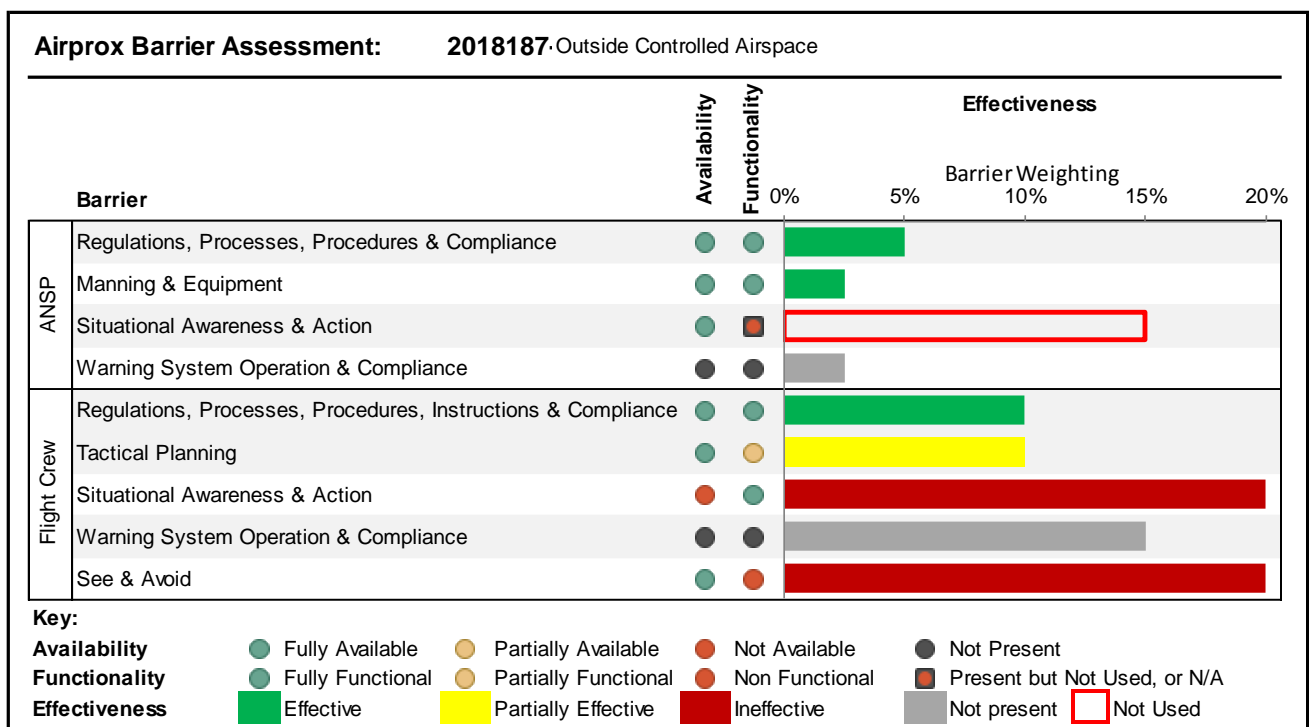 Airprox Barrier Assessment: 2018187 Outside Controlled Airspace
Availability
Functionality
Effectiveness
Barrier Weighting
Barrier
0% 5% 10% 15% 20%
ANSP
Regulations, Processes, Procedures & Compliance
Manning & Equipment
Situational Awareness & Action
Warning System Operation & Compliance
Flight Crew
Regulations, Processes, Procedures, Instructions & Compliance
Tactical Planning
Situational Awareness & Action
Warning System Operation & Compliance
See & Avoid
Key:
Availability Fully Available Partially Available Not Available Not Present
Functionality Fully Functional Partially Functional Non Functional Present but Not Used, or N/A
Effectiveness Effective Partially Effective Ineffective Not present Not Used